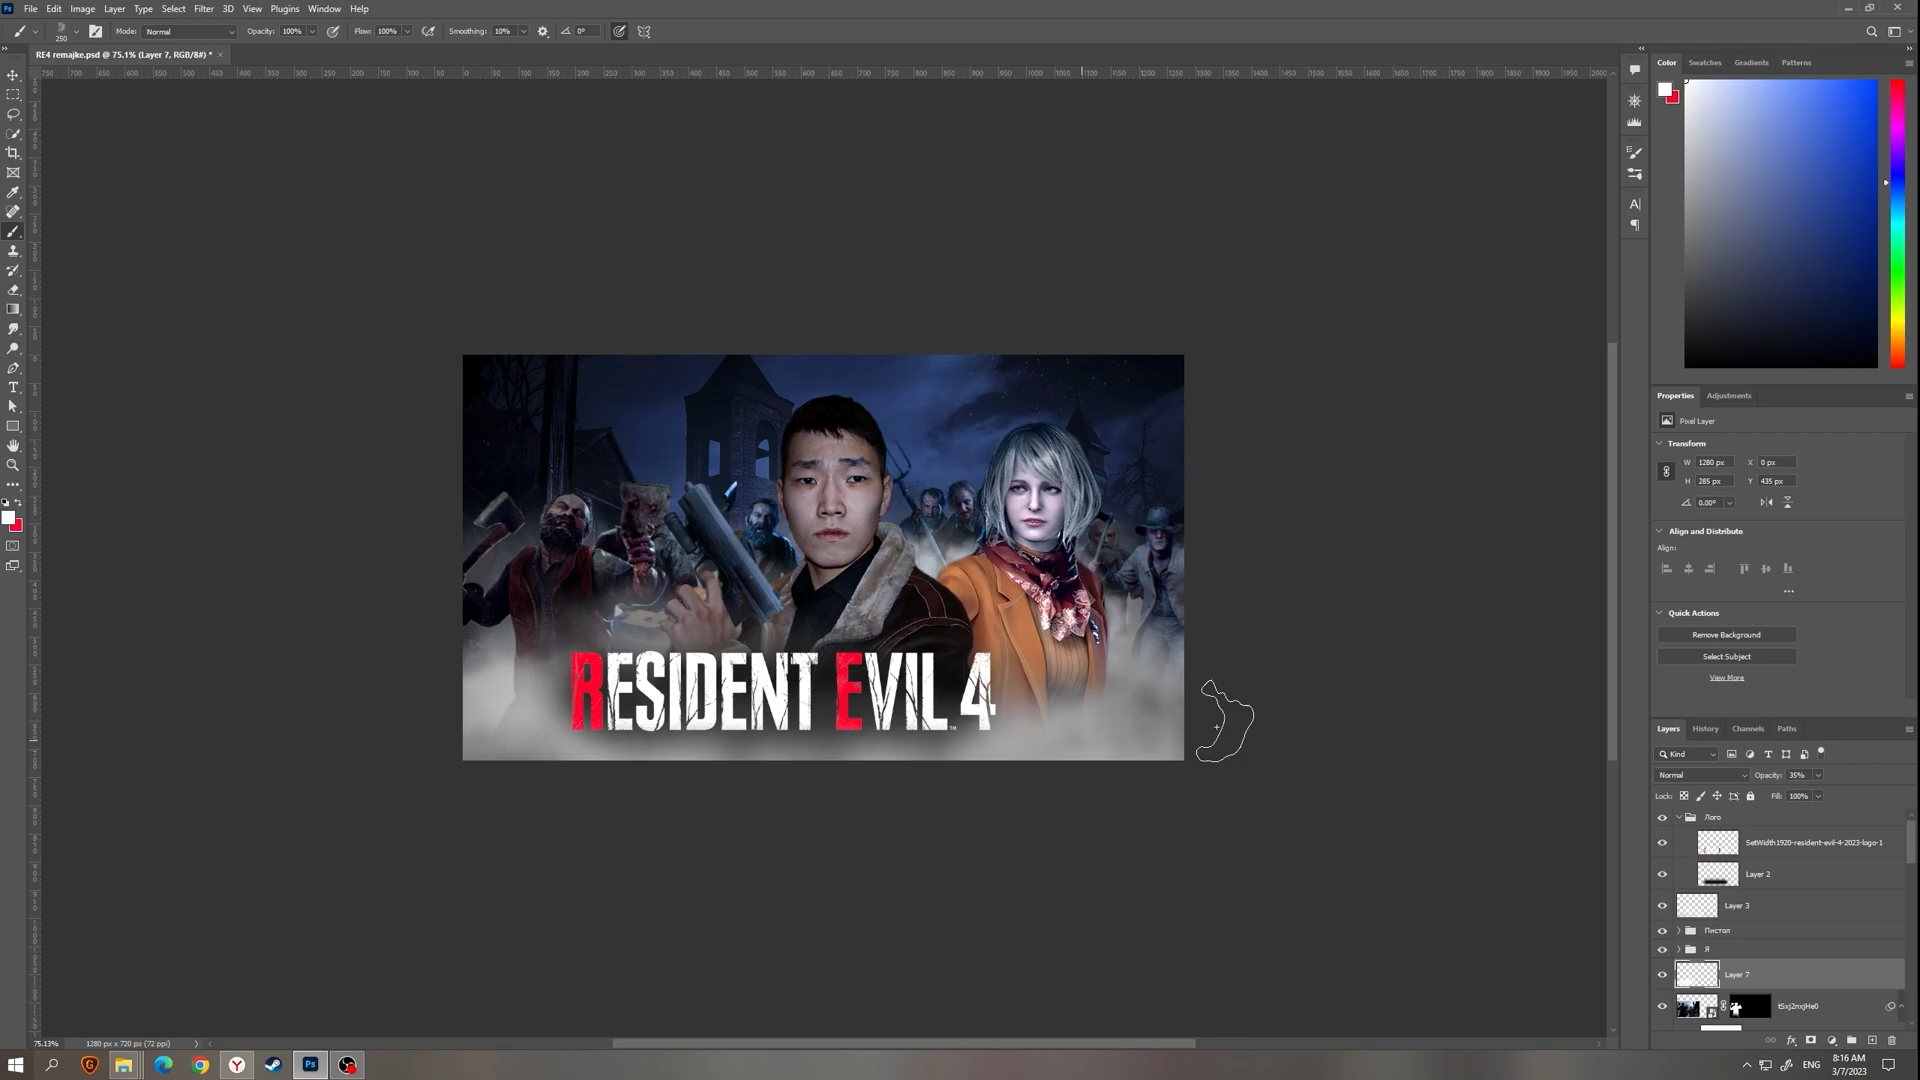 File Edit Image Layer Type Select Filter 3D View Plugins Window Help
250 Mode: Normal Opacity: 100% Flow: 100% Smoothing: 10% 0°
RE4 remajke.psd @ 75.1% (Layer 7, RGB/8#) *
Color Swatches Gradients Patterns
Properties Adjustments
Pixel Layer
Transform
W 1280 px X 0 px
H 285 px Y 435 px
0.00°
Align and Distribute
Align:
Quick Actions
Remove Background
Select Subject
View More
RESIDENT EVIL 4
Layers History Channels Paths
Kind
Normal Opacity: 35%
Lock: Fill: 100%
Лого
SetWidth1920-resident-evil-4-2023-logo-1
Layer 2
Layer 3
Пистол
Я
Layer 7
tSxj2nxjHe0
75.13% 1280 px x 720 px (72 ppi)
ENG 8:16 AM
3/7/2023